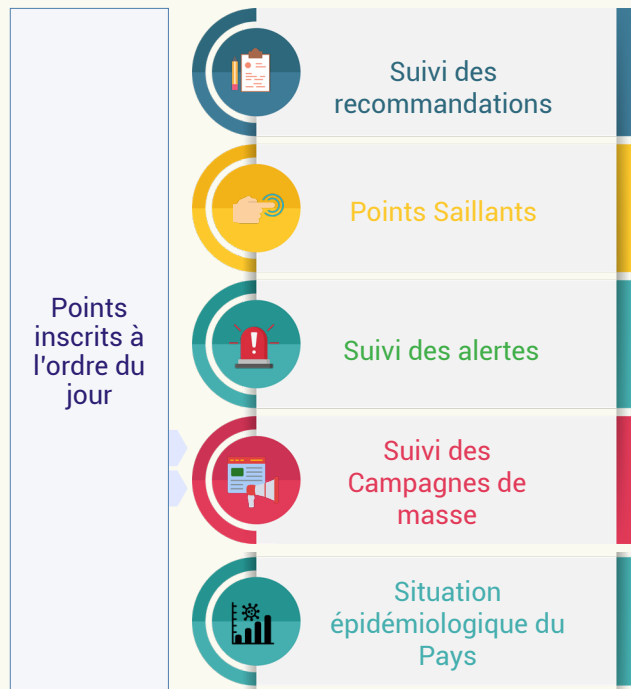 Points
inscrits à
l'ordre du
jour
Suivi des
recommandations
Points Saillants
Suivi des alertes
Suivi des
Campagnes de
masse
Situation
épidémiologique du
Pays